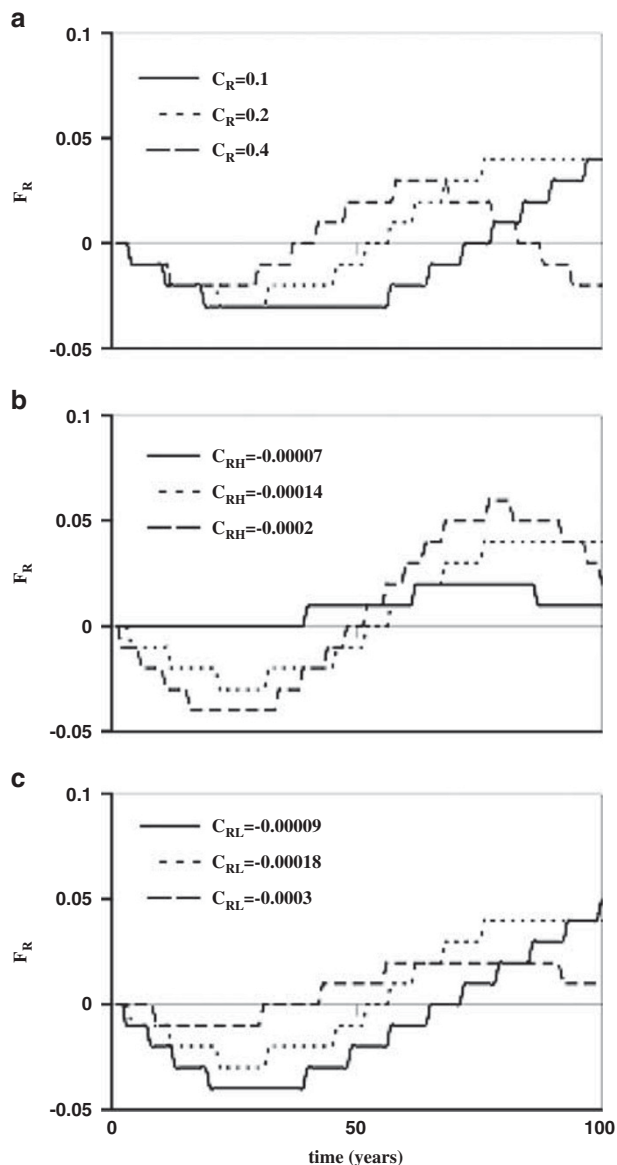 a
0.1
C_R=0.1
C_R=0.2
0.05
C_R=0.4
F_R
0
-0.05
b
0.1
C_RH=-0.00007
C_RH=-0.00014
0.05
C_RH=-0.0002
F_R
0
-0.05
c
0.1
C_RL=-0.00009
C_RL=-0.00018
0.05
C_RL=-0.0003
F_R
0
-0.05
0 50 100
time (years)